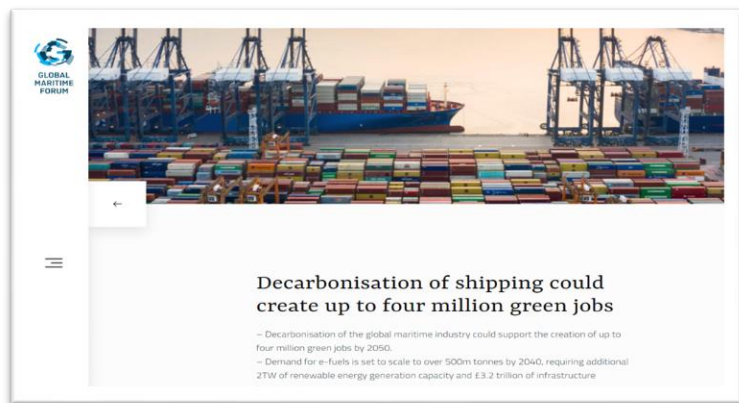 GLOBAL
MARITIME
FORUM
Decarbonisation of shipping could
create up to four million green jobs
– Decarbonisation of the global maritime industry could support the creation of up to
four million green jobs by 2050.
– Demand for e-fuels is set to scale to over 500m tonnes by 2040, requiring additional
2TW of renewable energy generation capacity and £3.2 trillion of infrastructure